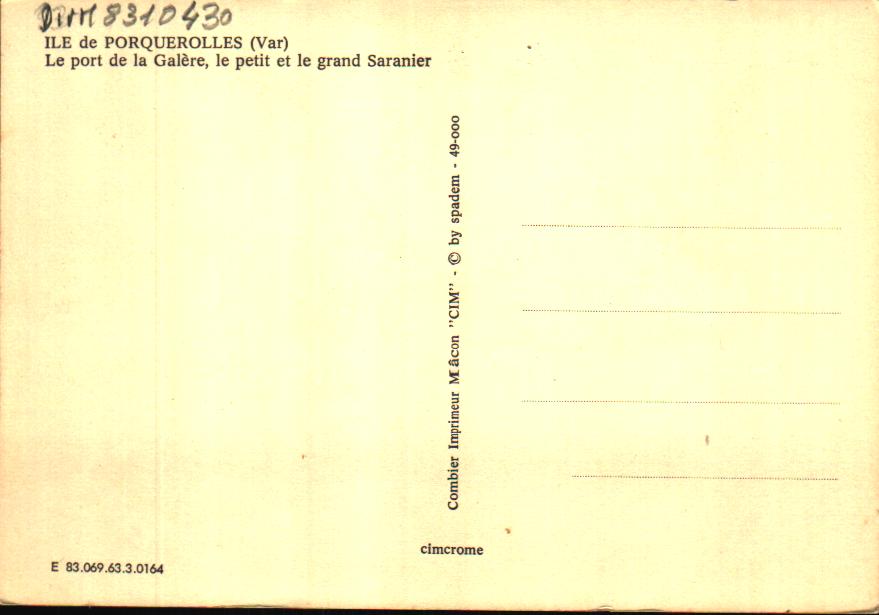 DIM 8310430
ILE de PORQUEROLLES (Var)
Le port de la Galère, le petit et le grand Saranier
Combier Imprimeur Mâcon "CIM" - © by spadem - 49-000
cimcrome
E 83.069.63.3.0164